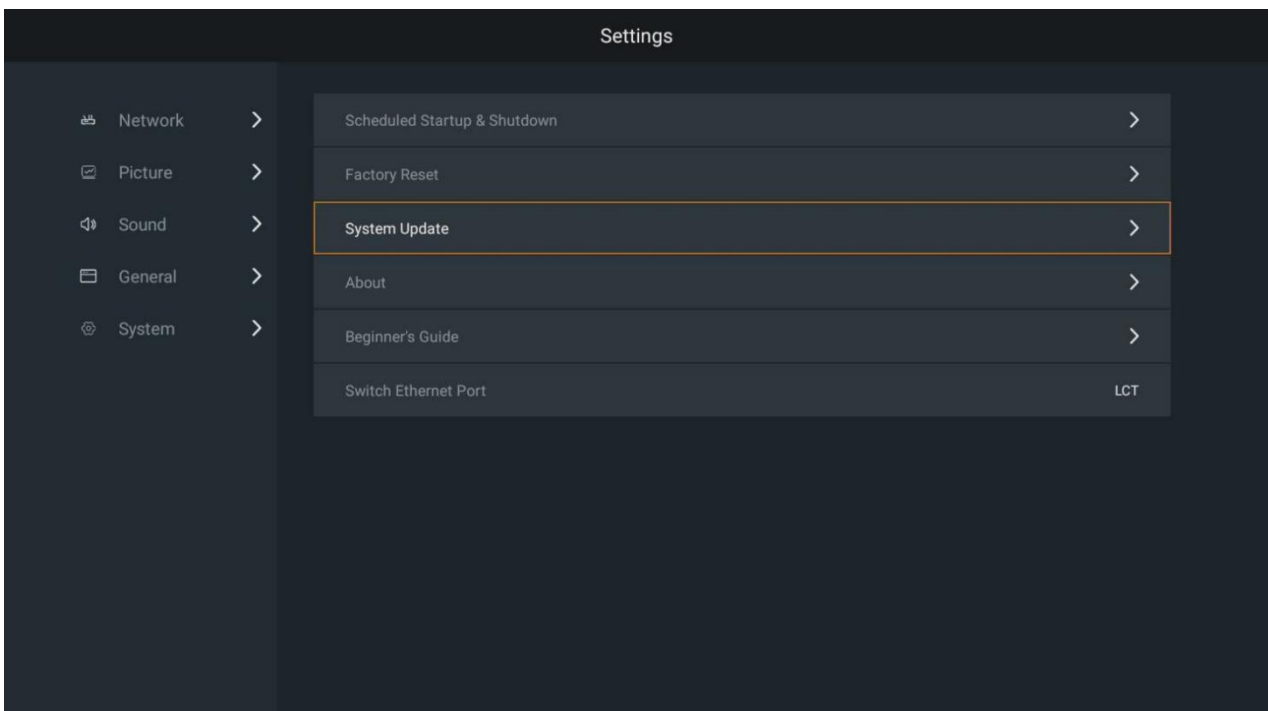 Settings
Network
Picture
Sound
General
System
Scheduled Startup & Shutdown
Factory Reset
System Update
About
Beginner's Guide
Switch Ethernet Port LCT